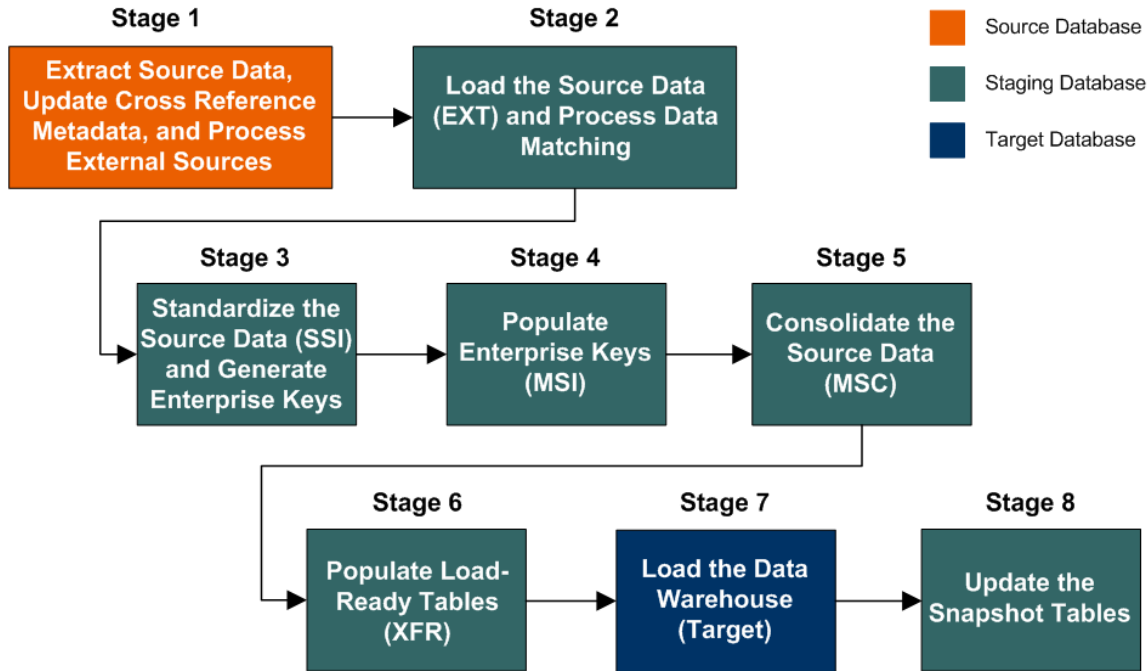 Stage 1
Stage 2
Source Database
Staging Database
Target Database
Extract Source Data,
Update Cross Reference
Metadata, and Process
External Sources
Load the Source Data
(EXT) and Process Data
Matching
Stage 3
Stage 4
Stage 5
Standardize the
Source Data (SSI)
and Generate
Enterprise Keys
Populate
Enterprise Keys
(MSI)
Consolidate the
Source Data
(MSC)
Stage 6
Stage 7
Stage 8
Populate Load-
Ready Tables
(XFR)
Load the Data
Warehouse
(Target)
Update the
Snapshot Tables